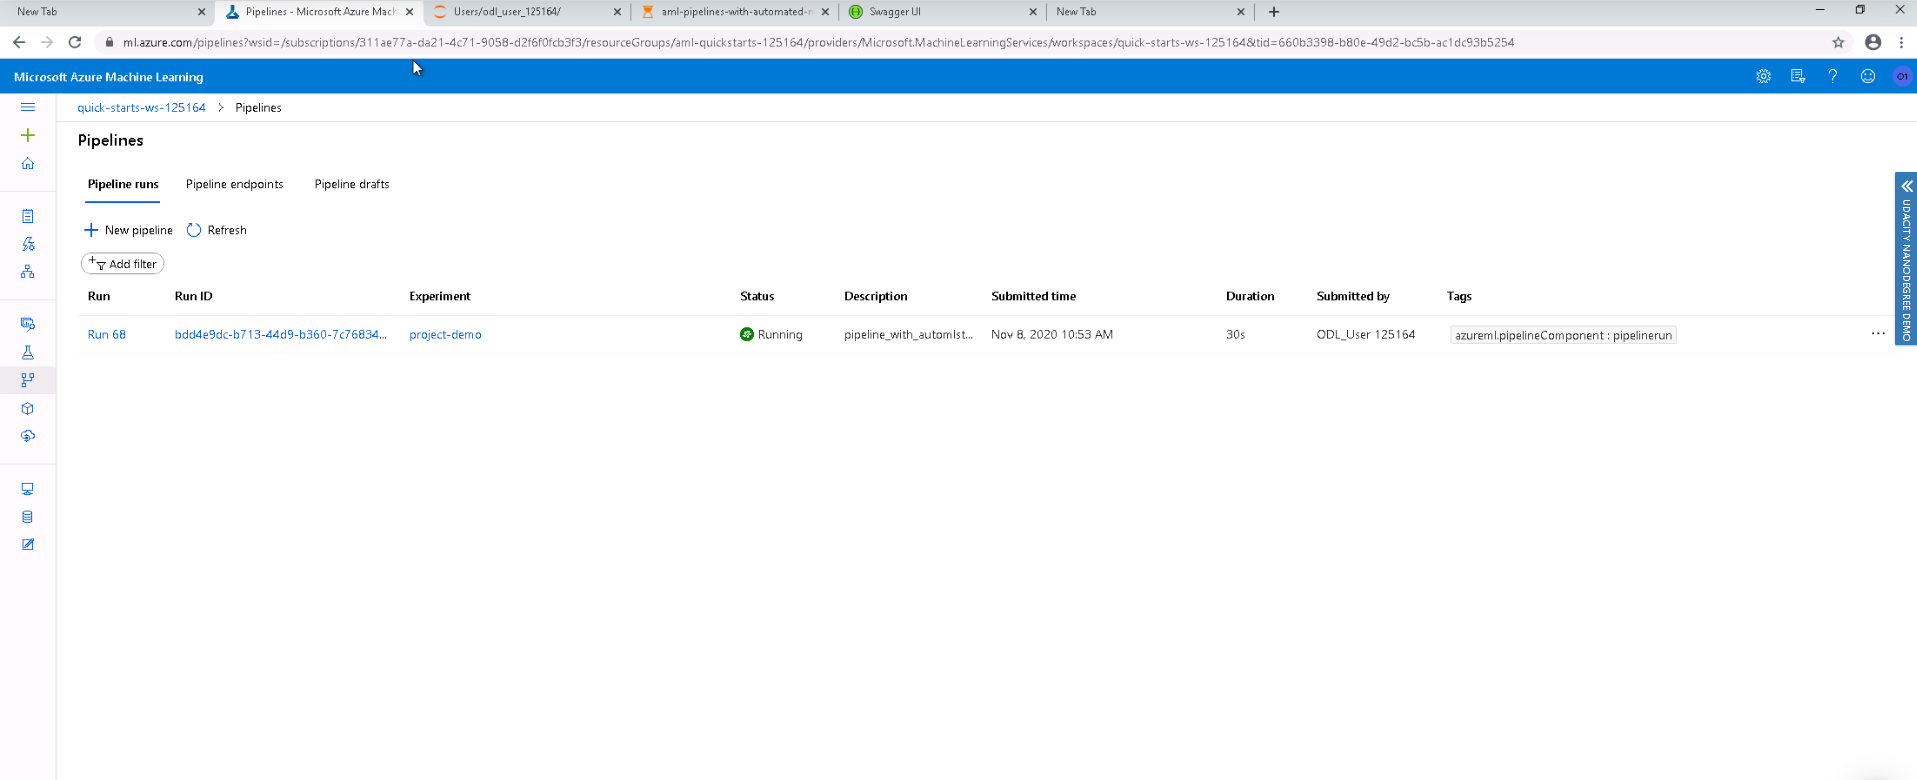 New Tab
Pipelines - Microsoft Azure Mach
Users/odl_user_125164/
aml-pipelines-with-automated-m
Swagger UI
New Tab
ml.azure.com/pipelines?wsid=/subscriptions/311ae77a-da21-4c71-9058-d2f6f0fcb3f3/resourceGroups/aml-quickstarts-125164/providers/Microsoft.MachineLearningServices/workspaces/quick-starts-ws-125164&tid=660b3398-b80e-49d2-bc5b-ac1dc93b5254
Microsoft Azure Machine Learning
O1
quick-starts-ws-125164 > Pipelines
Pipelines
Pipeline runs Pipeline endpoints Pipeline drafts
New pipeline Refresh
Add filter
Run Run ID Experiment Status Description Submitted time Duration Submitted by Tags
Run 68 bdd4e9dc-b713-44d9-b360-7c76834... project-demo Running pipeline_with_automlst... Nov 8, 2020 10:53 AM 30s ODL_User 125164 azureml.pipelineComponent : pipelinerun ...
UDACITY NANODEGREE DEMO